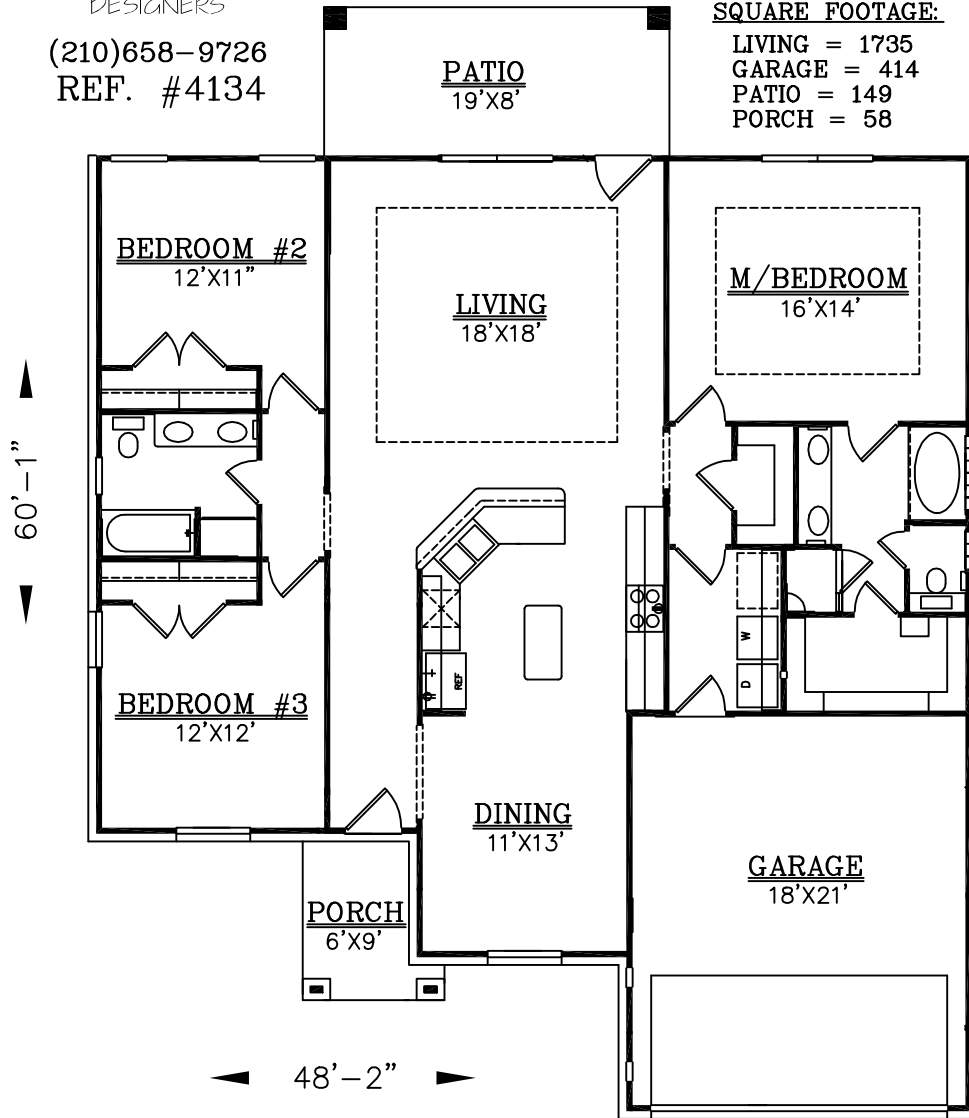 DESIGNERS
(210)658-9726
REF. #4134
SQUARE FOOTAGE:
LIVING = 1735
GARAGE = 414
PATIO = 149
PORCH = 58
PATIO
19'X8'
BEDROOM #2
12'X11"
LIVING
18'X18'
M/BEDROOM
16'X14'
60'-1"
W
D
REF
BEDROOM #3
12'X12'
DINING
11'X13'
GARAGE
18'X21'
PORCH
6'X9'
48'-2"